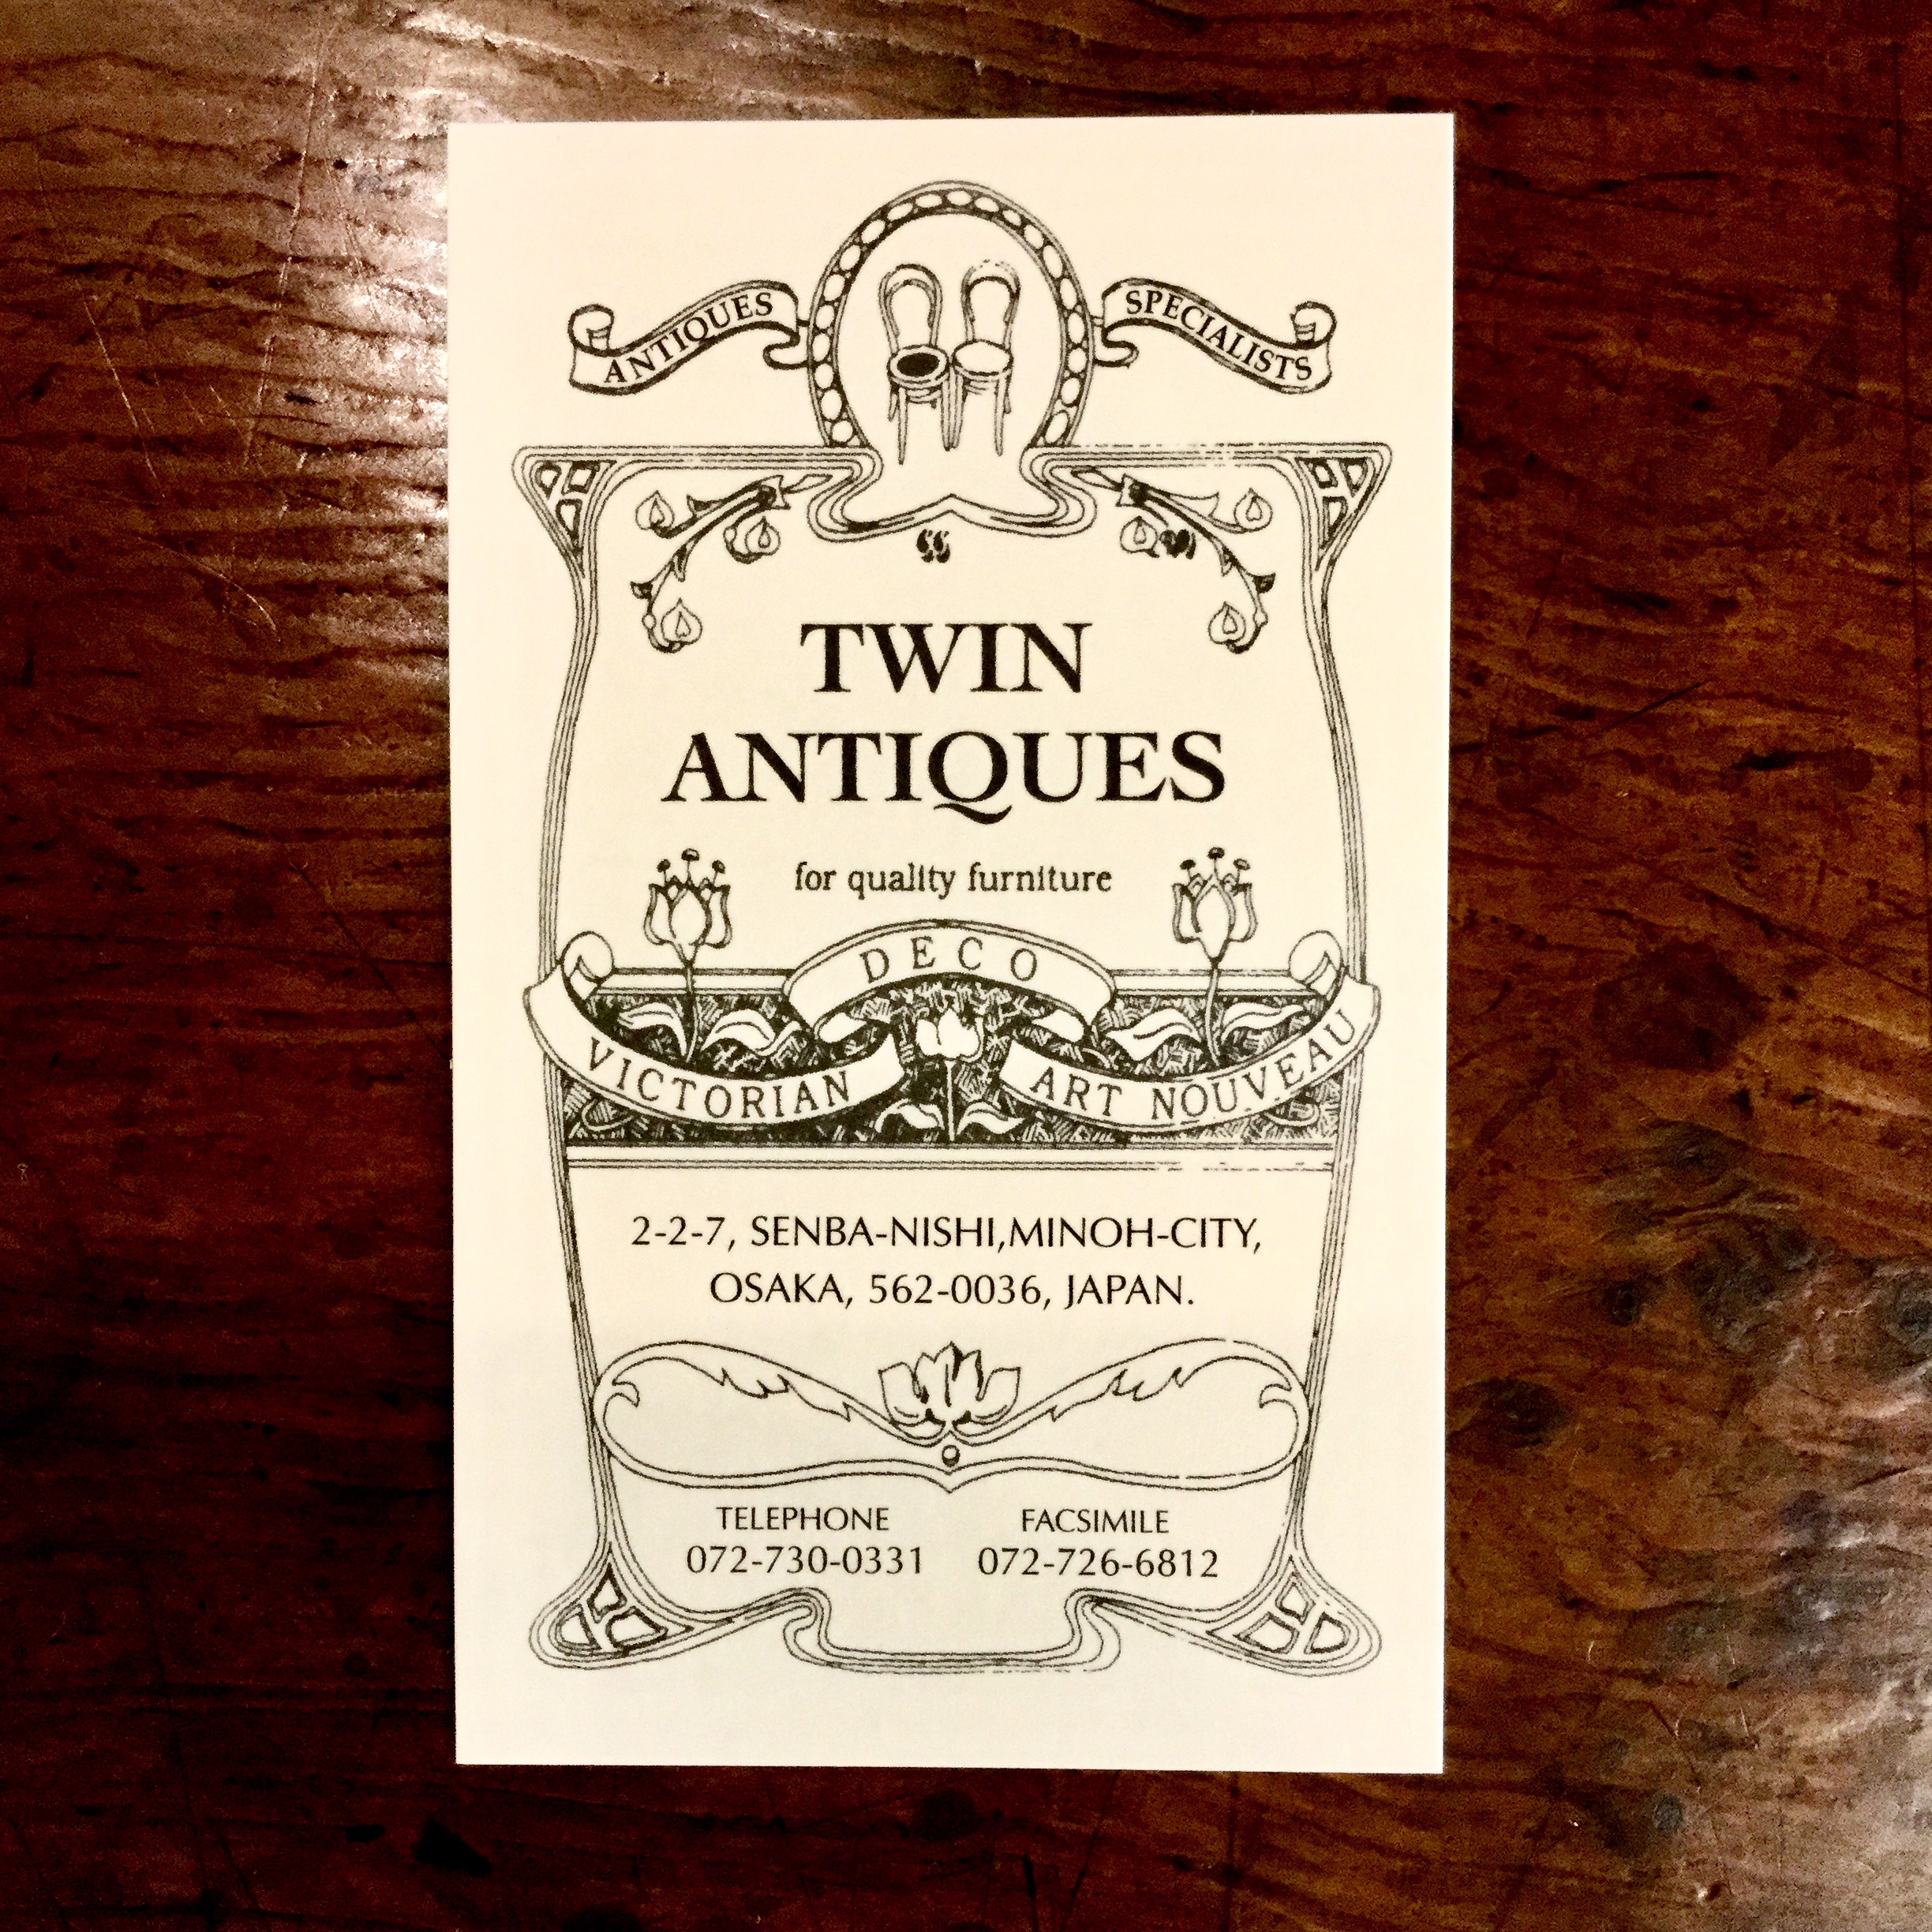 ANTIQUES SPECIALISTS
TWIN
ANTIQUES
for quality furniture
DECO
VICTORIAN ART NOUVEAU
2-2-7, SENBA-NISHI,MINOH-CITY,
OSAKA, 562-0036, JAPAN.
TELEPHONE FACSIMILE
072-730-0331 072-726-6812